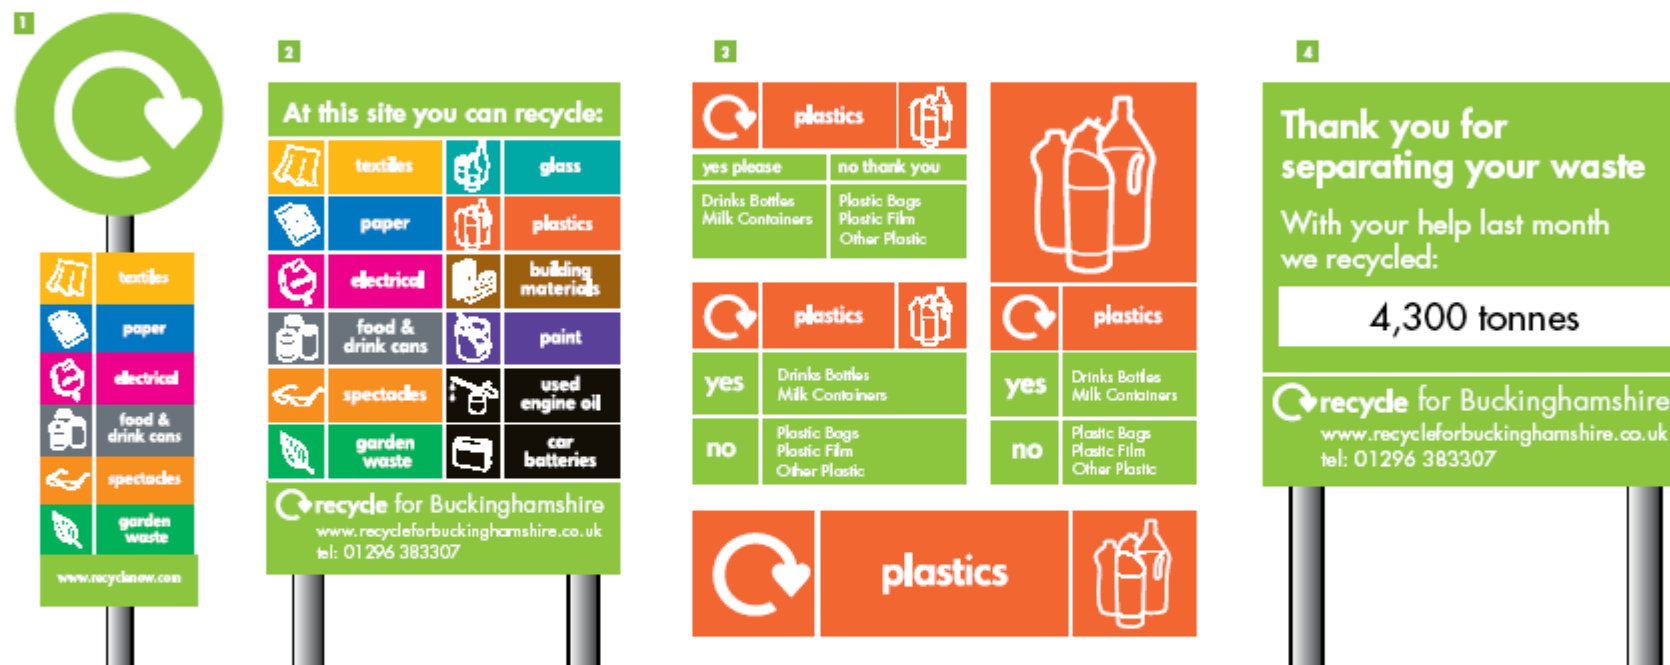 1
textiles
paper
electrical
food &
drink cans
spectacles
garden
waste
www.recyclenow.com
2
At this site you can recycle:
textiles
glass
paper
plastics
electrical
building
materials
food &
drink cans
paint
spectacles
used
engine oil
garden
waste
car
batteries
recycle for Buckinghamshire
www.recycleforbuckinghamshire.co.uk
tel: 01296 383307
3
plastics
yes please
no thank you
Drinks Bottles
Milk Containers
Plastic Bags
Plastic Film
Other Plastic
plastics
yes
Drinks Bottles
Milk Containers
no
Plastic Bags
Plastic Film
Other Plastic
plastics
yes
Drinks Bottles
Milk Containers
no
Plastic Bags
Plastic Film
Other Plastic
plastics
4
Thank you for
separating your waste
With your help last month
we recycled:
4,300 tonnes
recycle for Buckinghamshire
www.recycleforbuckinghamshire.co.uk
tel: 01296 383307